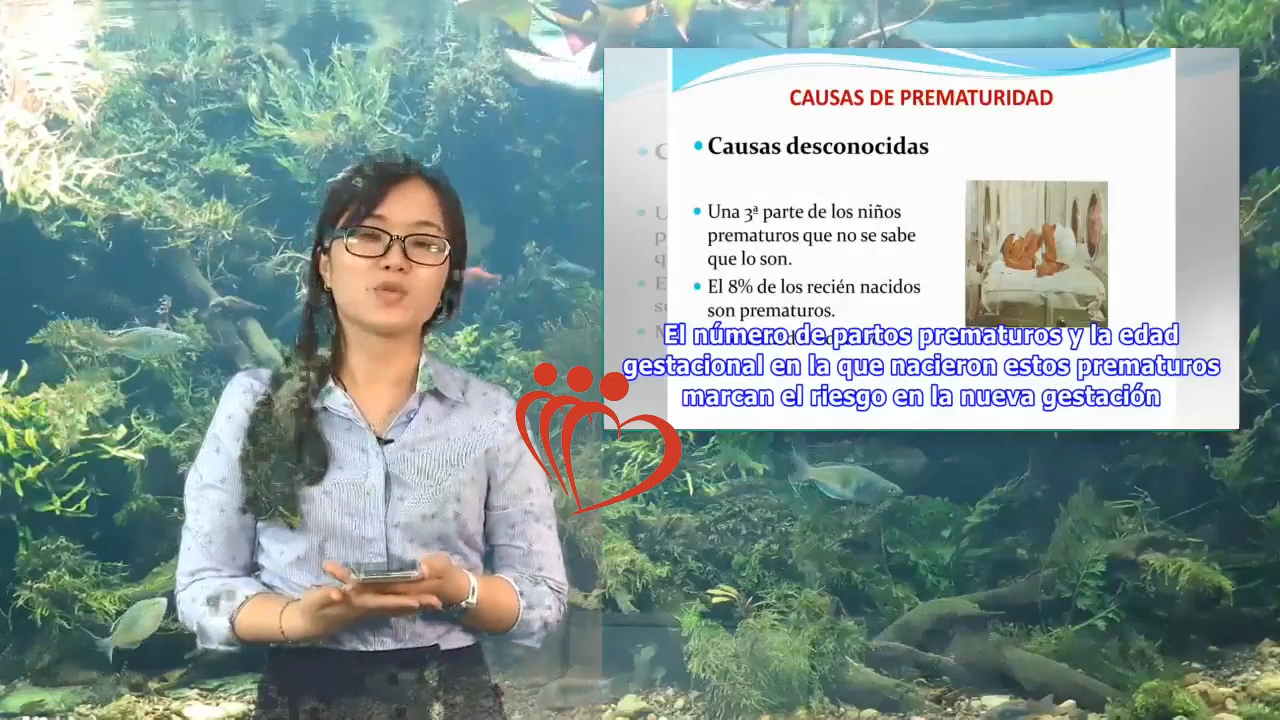 CAUSAS DE PREMATURIDAD
Causas desconocidas
Una 3ª parte de los niños
prematuros que no se sabe
que lo son.
El 8% de los recién nacidos
son prematuros.
El número de partos prematuros y la edad
gestacional en la que nacieron estos prematuros
marcan el riesgo en la nueva gestación